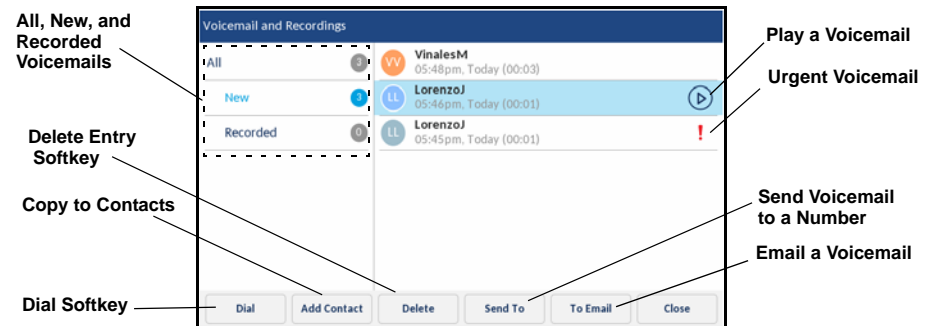 All, New, and
Recorded
Voicemails
Delete Entry
Softkey
Copy to Contacts
Dial Softkey
Voicemail and Recordings
All 3
New 3
Recorded 0
VV VinalesM
05:48pm, Today (00:03)
LL LorenzoJ
05:46pm, Today (00:01)
LL LorenzoJ
05:45pm, Today (00:01)
!
Dial Add Contact Delete Send To To Email Close
Play a Voicemail
Urgent Voicemail
Send Voicemail
to a Number
Email a Voicemail